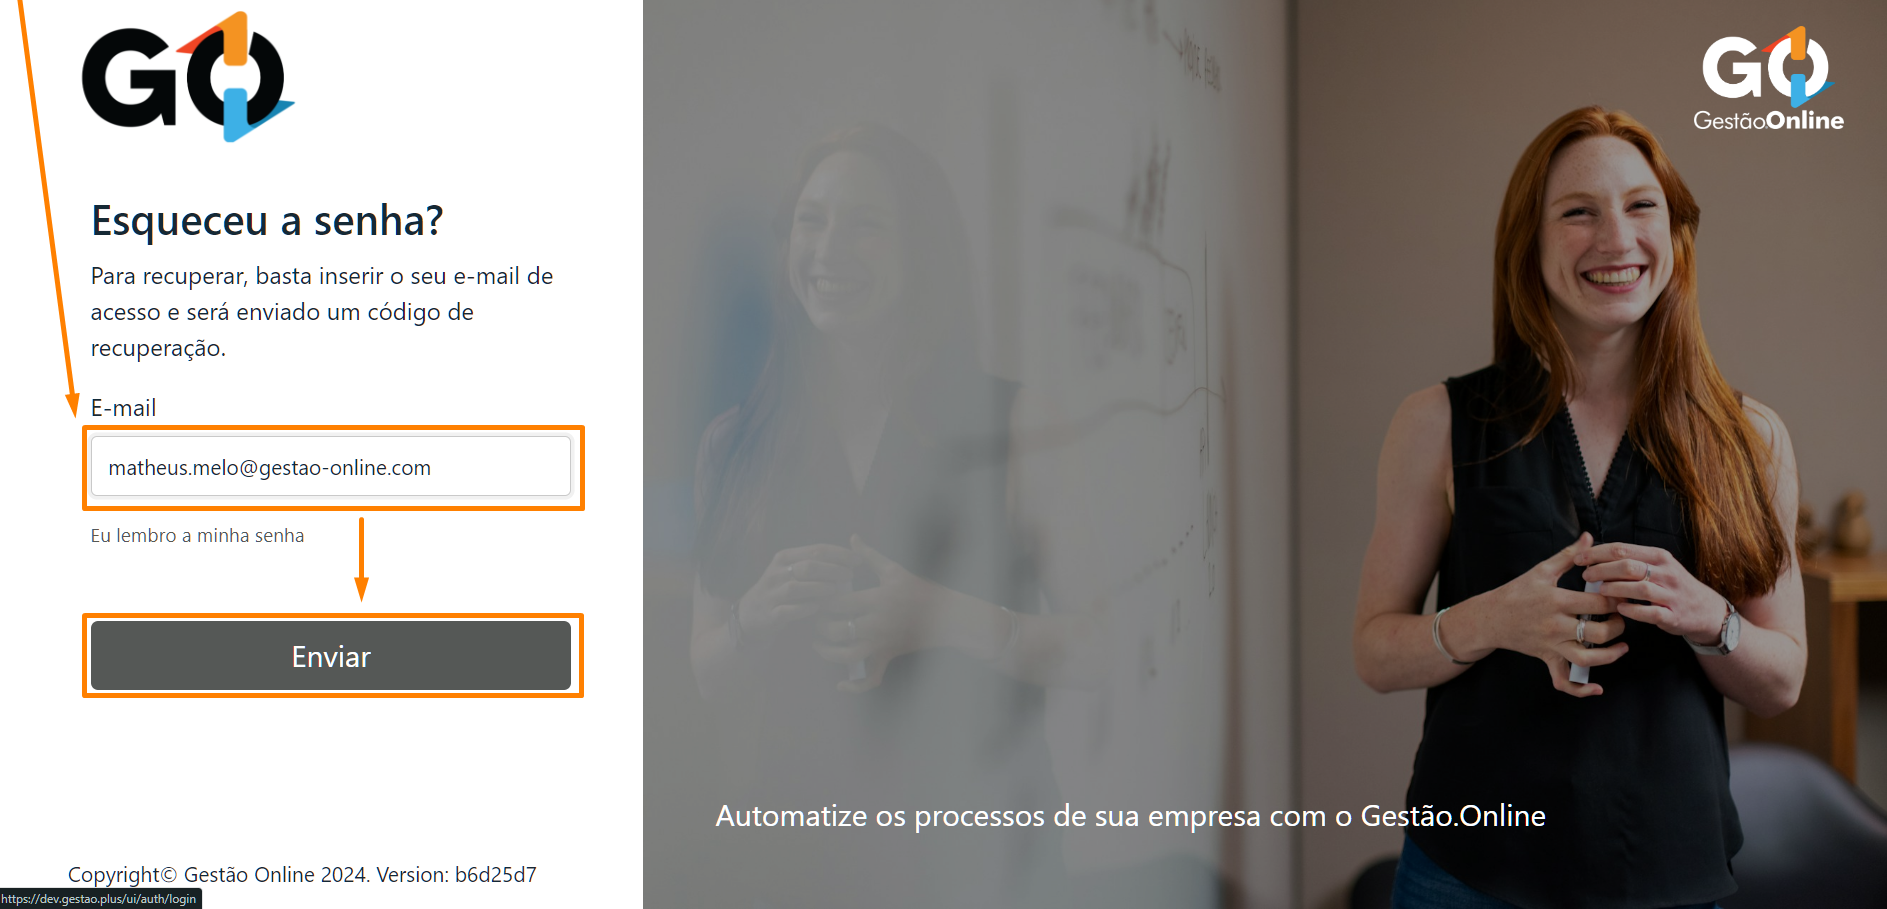 GO
Esqueceu a senha?
Para recuperar, basta inserir o seu e-mail de
acesso e será enviado um código de
recuperação.
E-mail
matheus.melo@gestao-online.com
Eu lembro a minha senha
Enviar
Copyright© Gestão Online 2024. Version: b6d25d7
https://dev.gestao.plus/ui/auth/login
GO
Gestão.Online
Automatize os processos de sua empresa com o Gestão.Online